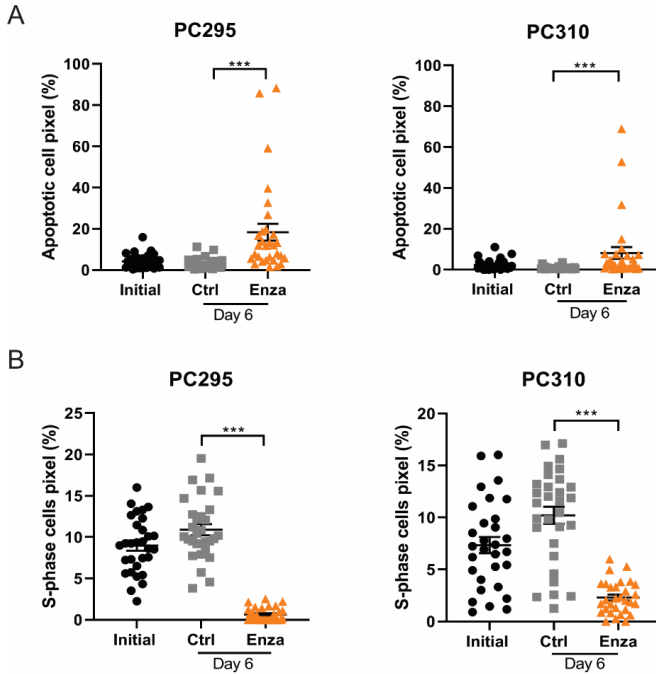 A
PC295
PC310
Apoptotic cell pixel (%)
100
80
60
40
20
0
***
Initial
Ctrl
Enza
Day 6
Apoptotic cell pixel (%)
100
80
60
40
20
0
***
Initial
Ctrl
Enza
Day 6
B
PC295
PC310
S-phase cells pixel (%)
25
20
15
10
5
0
***
Initial
Ctrl
Enza
Day 6
S-phase cells pixel (%)
20
15
10
5
0
***
Initial
Ctrl
Enza
Day 6